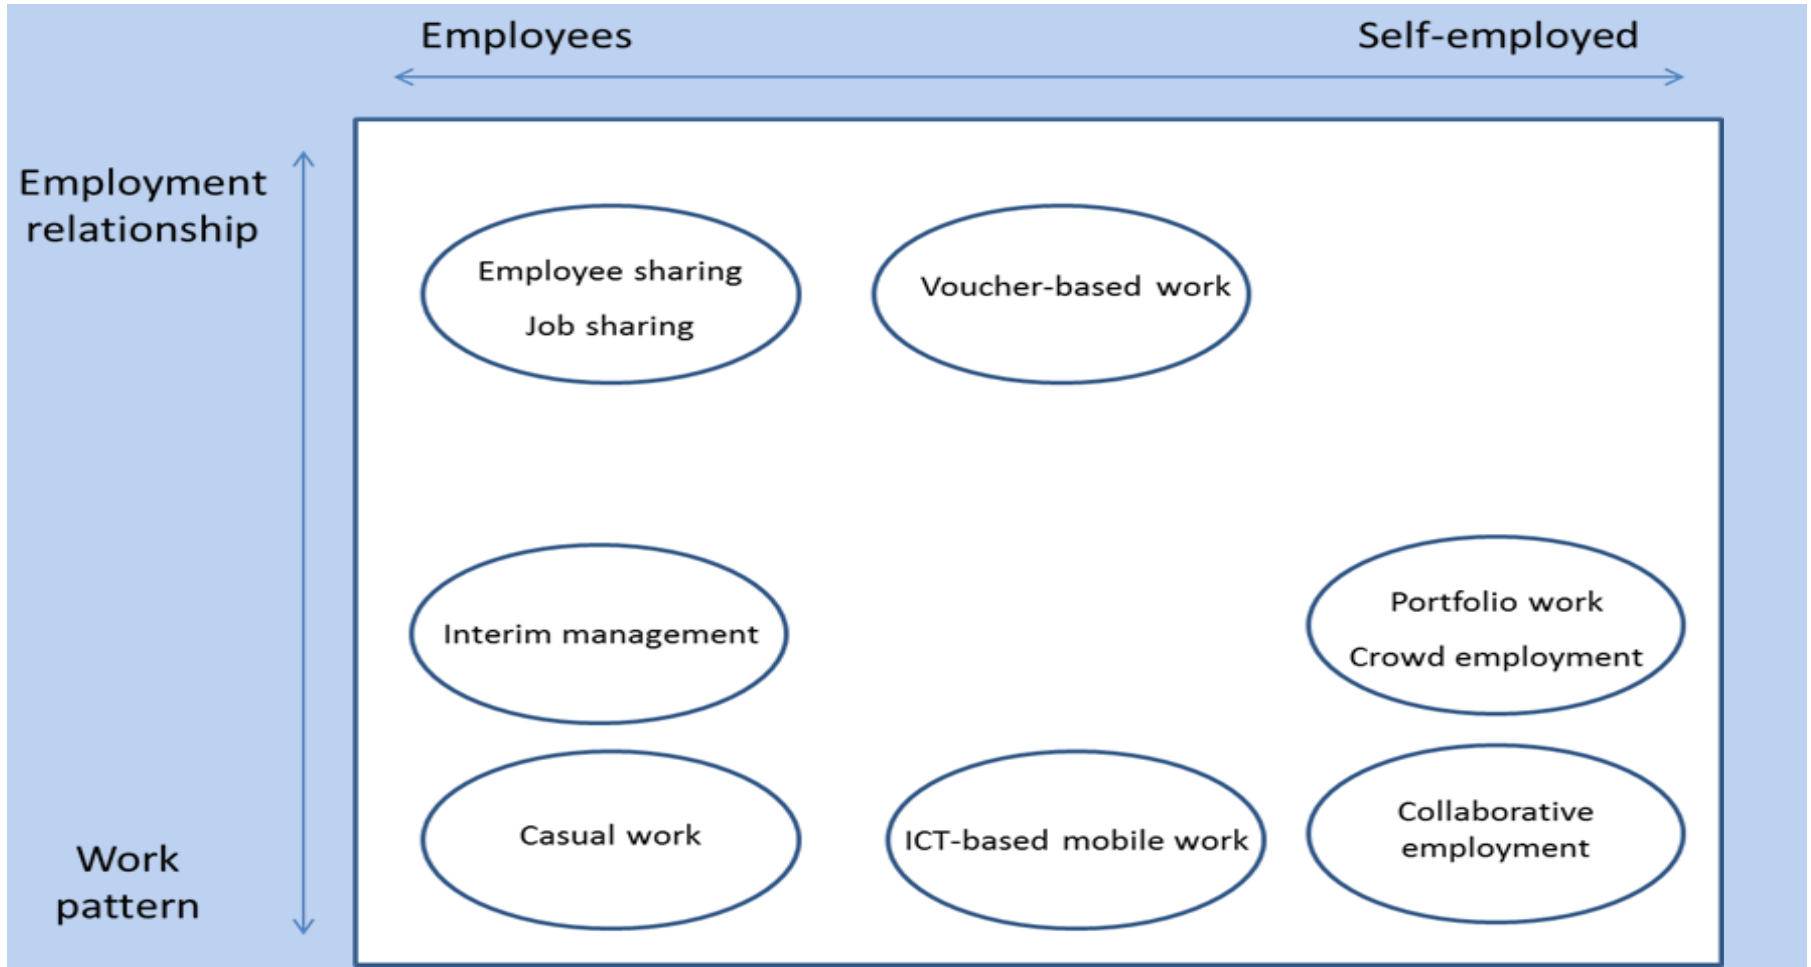 Employees
Self-employed
Employment
relationship
Employee sharing
Job sharing
Voucher-based work
Interim management
Portfolio work
Crowd employment
Casual work
ICT-based mobile work
Collaborative
employment
Work
pattern